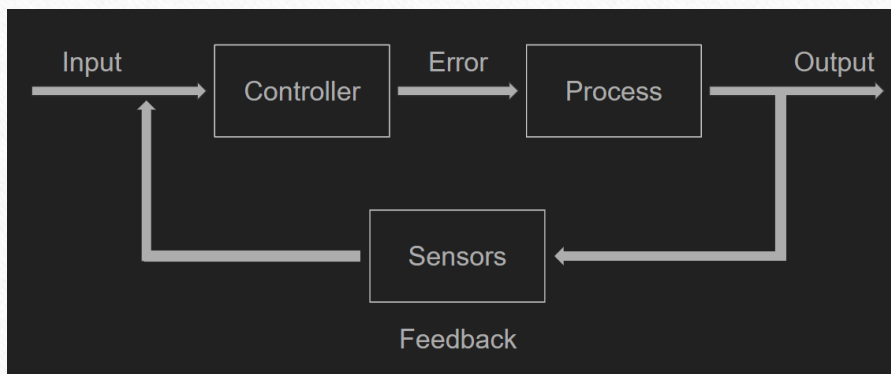 Input
Controller
Error
Process
Output
Sensors
Feedback